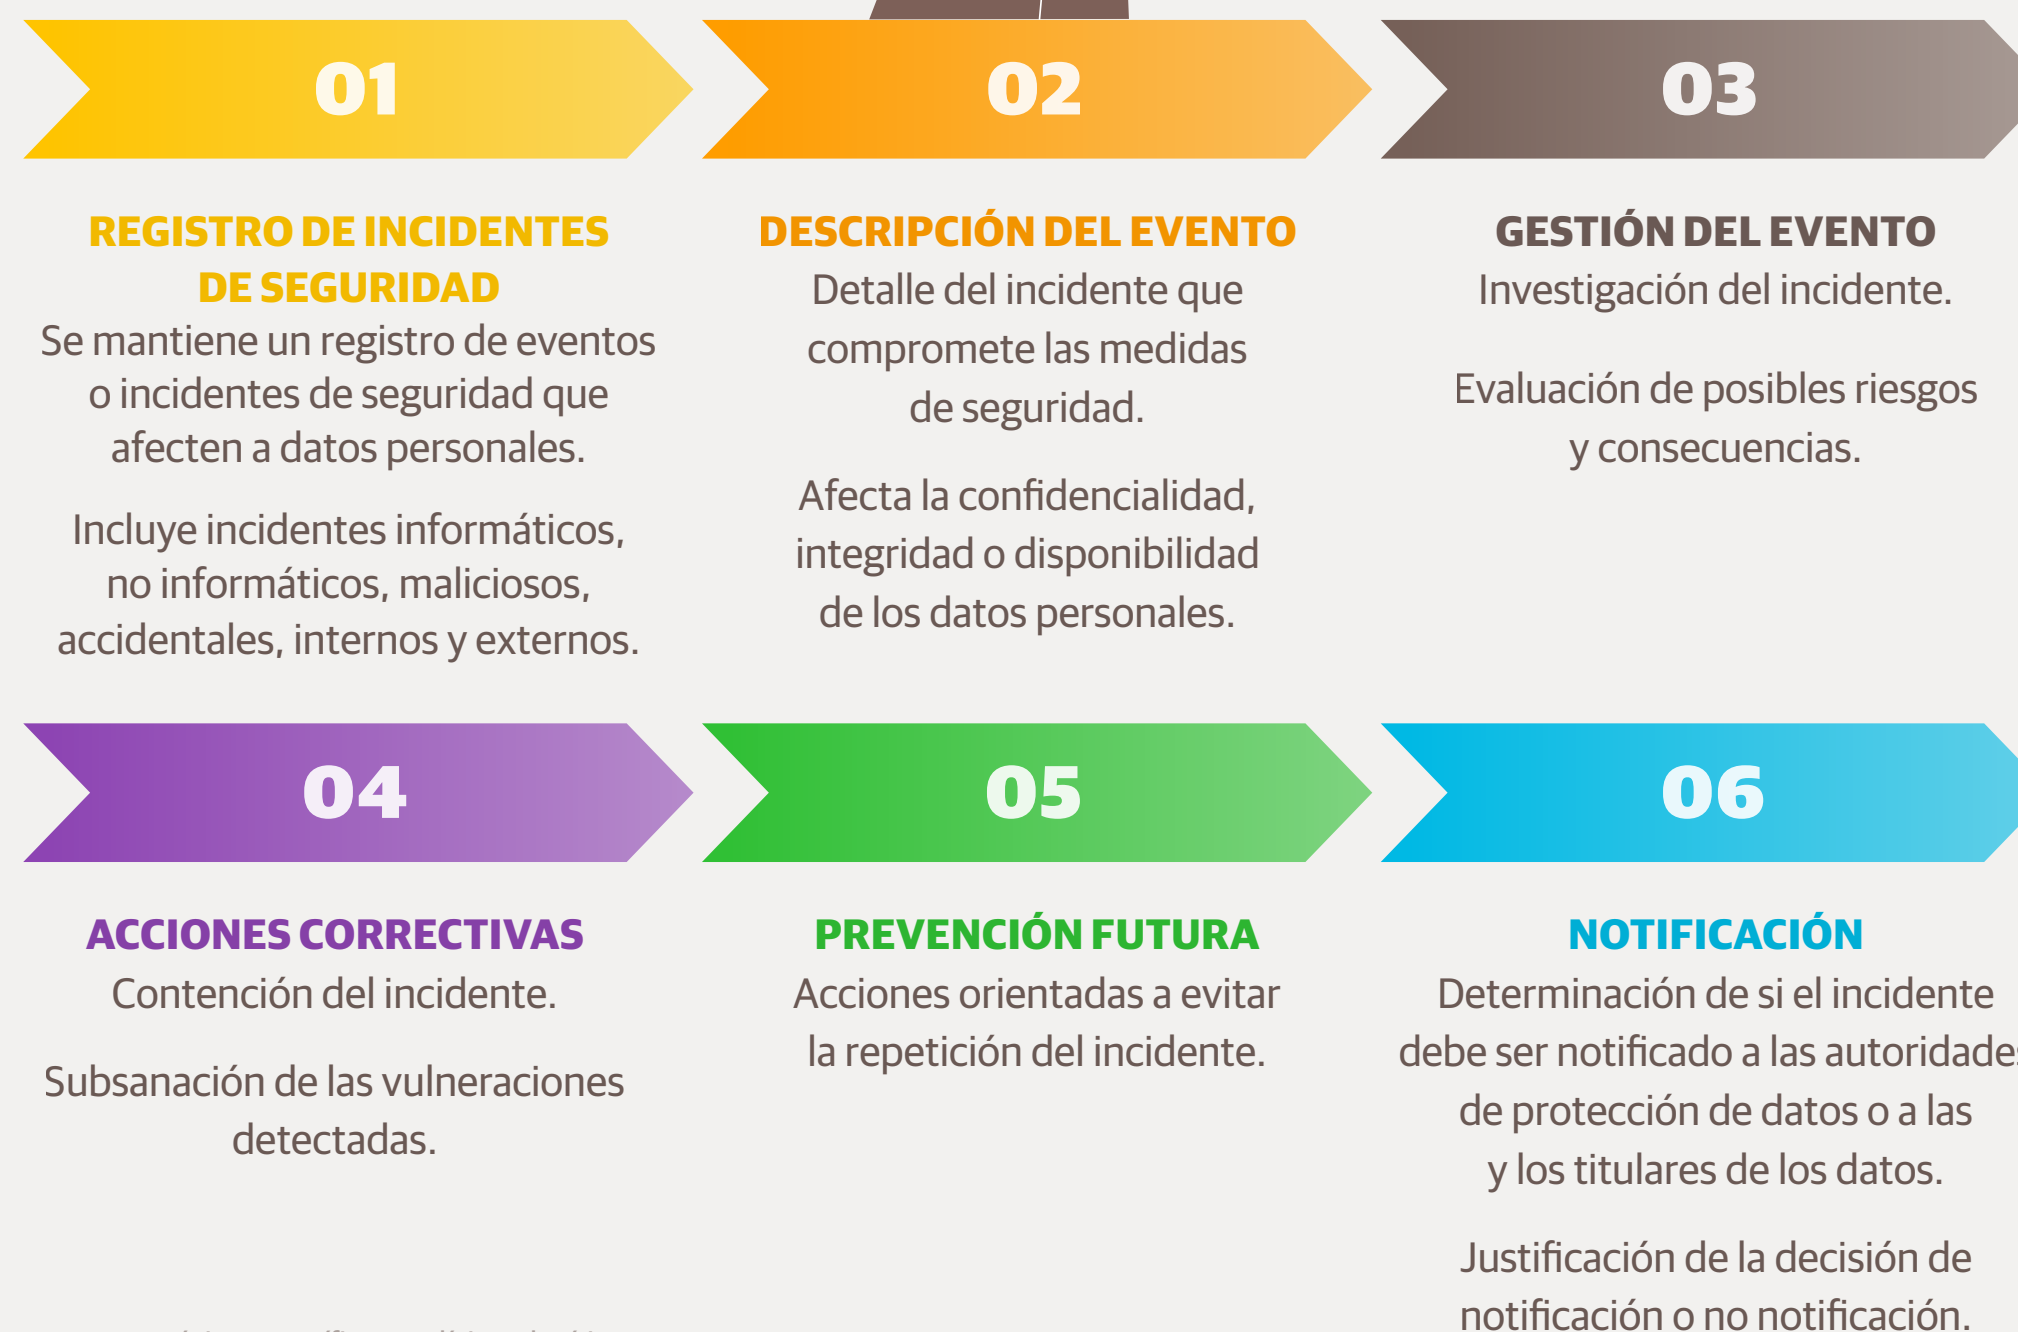 01
REGISTRO DE INCIDENTES
DE SEGURIDAD
Se mantiene un registro de eventos
o incidentes de seguridad que
afecten a datos personales.
Incluye incidentes informáticos,
no informáticos, maliciosos,
accidentales, internos y externos.
02
DESCRIPCIÓN DEL EVENTO
Detalle del incidente que
compromete las medidas
de seguridad.
Afecta la confidencialidad,
integridad o disponibilidad
de los datos personales.
03
GESTIÓN DEL EVENTO
Investigación del incidente.
Evaluación de posibles riesgos
y consecuencias.
04
ACCIONES CORRECTIVAS
Contención del incidente.
Subsanación de las vulneraciones
detectadas.
05
PREVENCIÓN FUTURA
Acciones orientadas a evitar
la repetición del incidente.
06
NOTIFICACIÓN
Determinación de si el incidente
debe ser notificado a las autoridades
de protección de datos o a las
y los titulares de los datos.
Justificación de la decisión de
notificación o no notificación.